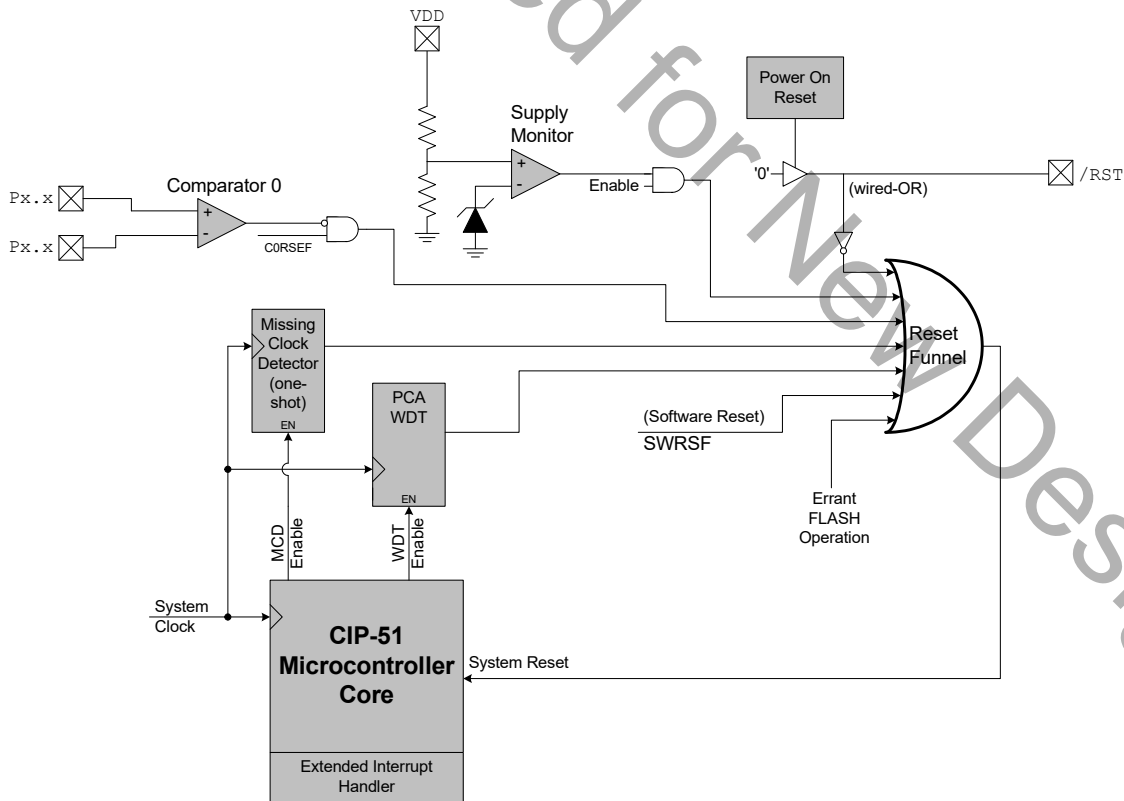 VDD
Power On
Reset
Supply
Monitor
+
-
Enable
'0'
(wired-OR)
/RST
Comparator 0
Px.x
Px.x
+
-
C0RSEF
Missing
Clock
Detector
(one-
shot)
EN
PCA
WDT
EN
Reset
Funnel
(Software Reset)
SWRSF
Errant
FLASH
Operation
MCD
Enable
WDT
Enable
System
Clock
CIP-51
Microcontroller
Core
System Reset
Extended Interrupt
Handler
for New